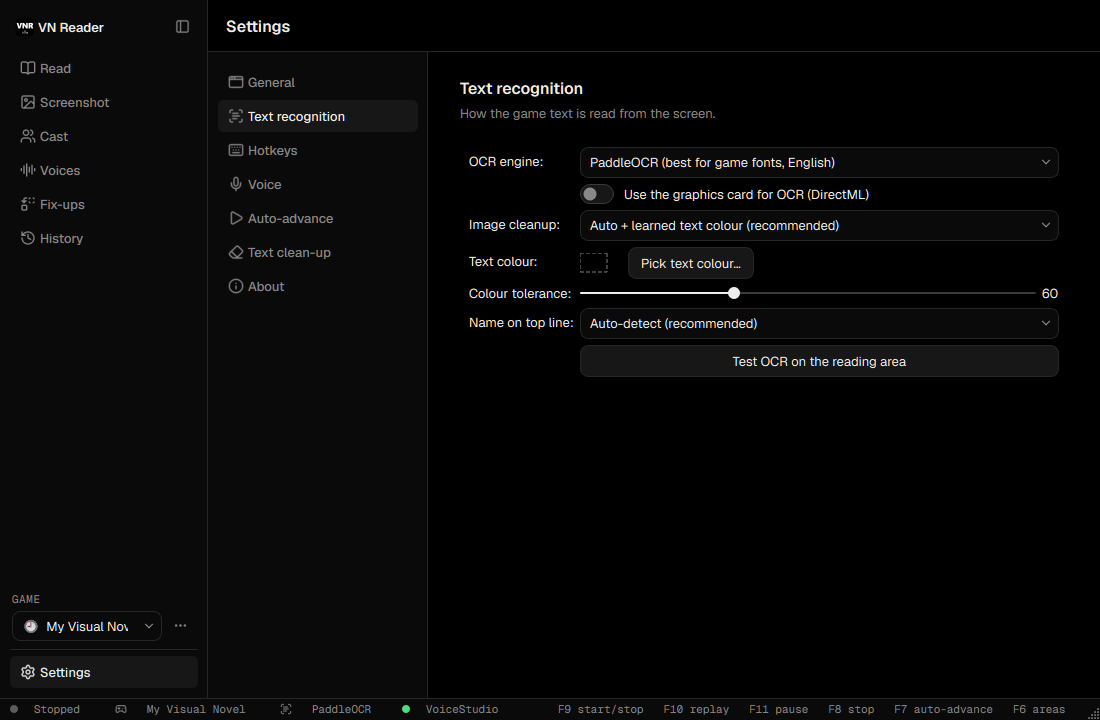 VNR VN Reader
Read
Screenshot
Cast
Voices
Fix-ups
History
GAME
My Visual Nov
Settings
Settings
General
Text recognition
Hotkeys
Voice
Auto-advance
Text clean-up
About
Text recognition
How the game text is read from the screen.
OCR engine: PaddleOCR (best for game fonts, English)
Use the graphics card for OCR (DirectML)
Image cleanup: Auto + learned text colour (recommended)
Text colour: Pick text colour…
Colour tolerance: 60
Name on top line: Auto-detect (recommended)
Test OCR on the reading area
Stopped My Visual Novel PaddleOCR VoiceStudio F9 start/stop F10 replay F11 pause F8 stop F7 auto-advance F6 areas